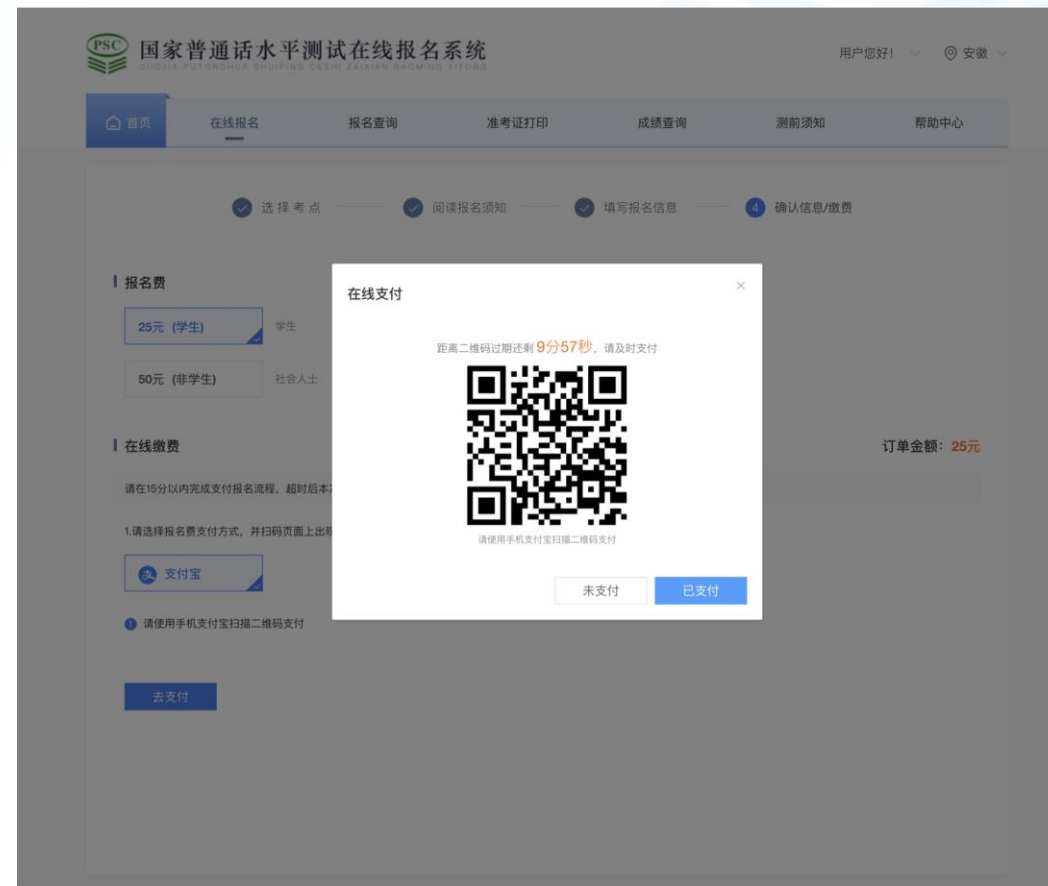 PSC 国家普通话水平测试在线报名系统
GUOJIA PUTONGHUA SHUIPING CESHI ZAIXIAN BAOMING XITONG
用户您好! 安徽
首页 在线报名 报名查询 准考证打印 成绩查询 测前须知 帮助中心
选择考点 阅读报名须知 填写报名信息 4 确认信息/缴费
报名费
25元 (学生) 学生
50元 (非学生) 社会人士
在线支付
距离二维码过期还剩 9分57秒，请及时支付
请使用手机支付宝扫描二维码支付
未支付 已支付
在线缴费
订单金额：25元
请在15分以内完成支付报名流程，超时后本
1.请选择报名费支付方式，并扫码页面上出
支付宝
请使用手机支付宝扫描二维码支付
去支付